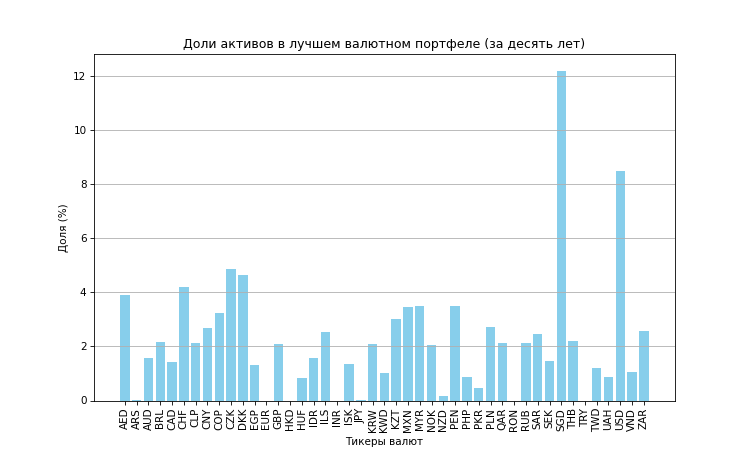 Доли активов в лучшем валютном портфеле (за десять лет)
Доля (%)
12
10
8
6
4
2
0
AED ARS AUD BRL CAD CHF CLP CNY COP CZK DKK EGP EUR GBP HKD HUF IDR ILS INR ISK JPY KRW KWD KZT MXN MYR NOK NZD PEN PHP PKR PLN QAR RON RUB SAR SEK SGD THB TRY TWD UAH USD VND ZAR
Тикеры валют